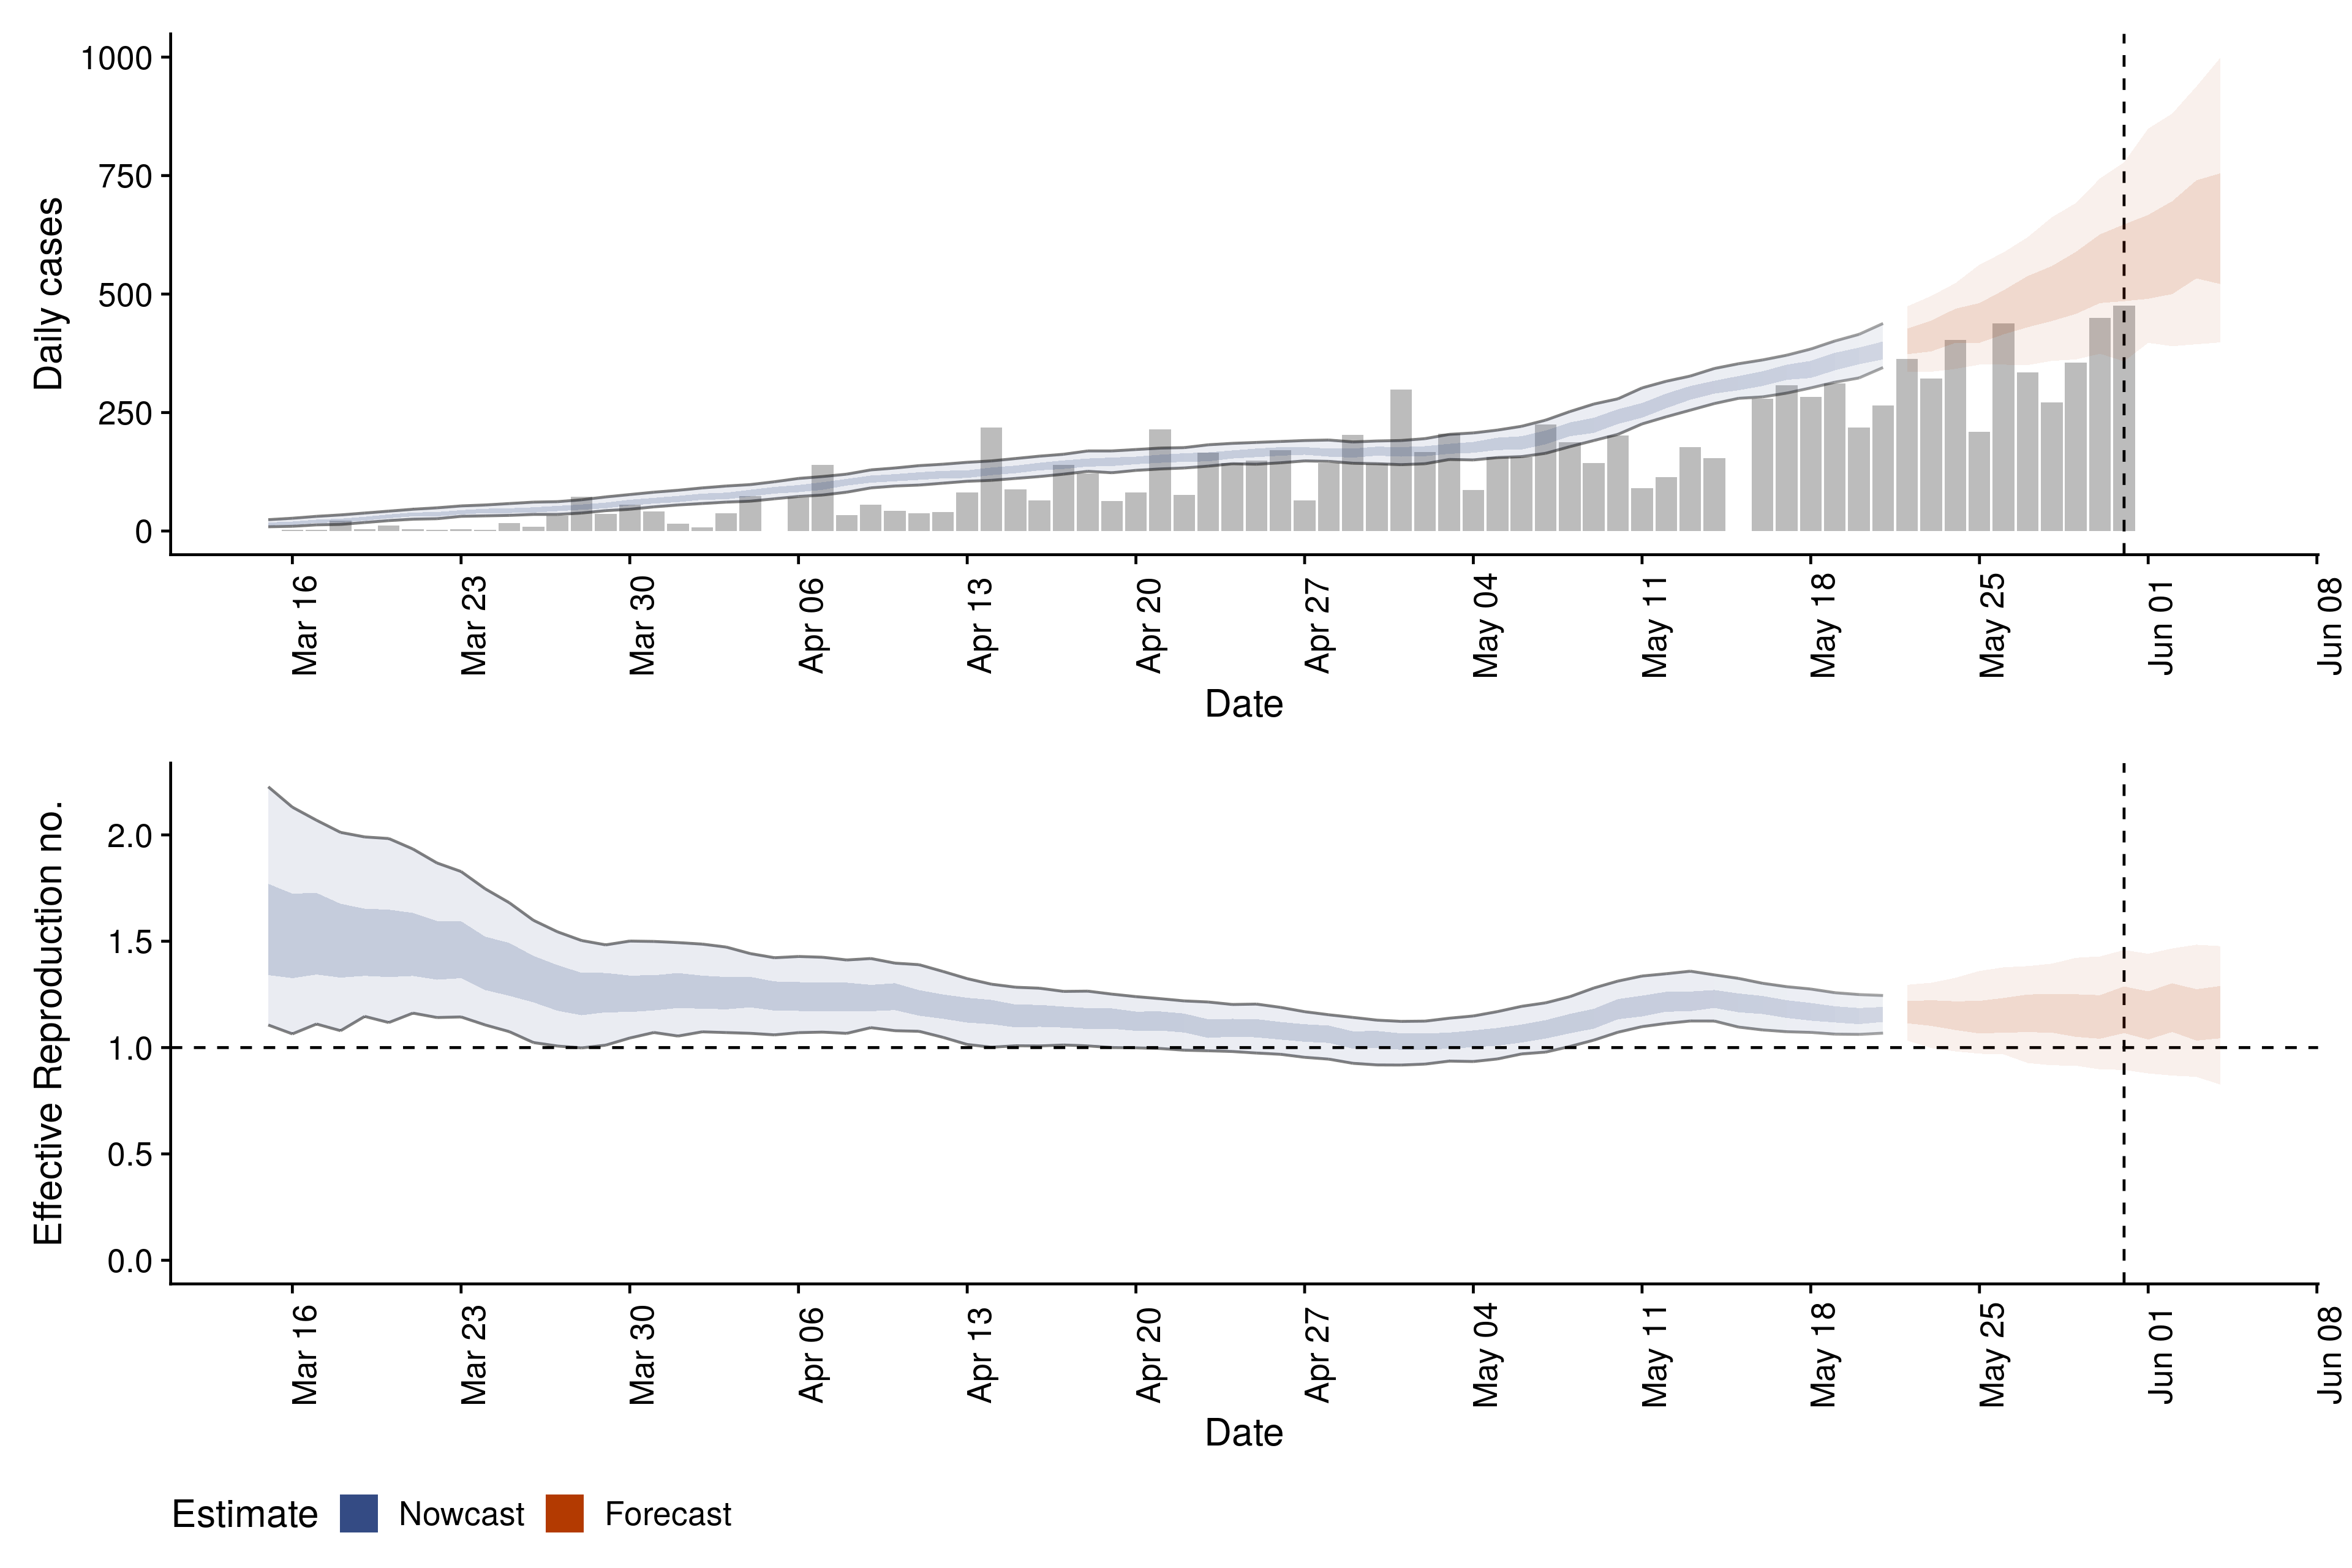 Daily cases
1000
750
500
250
0
Mar 16
Mar 23
Mar 30
Apr 06
Apr 13
Apr 20
Apr 27
May 04
May 11
May 18
May 25
Jun 01
Jun 08
Date
Effective Reproduction no.
2.0
1.5
1.0
0.5
0.0
Mar 16
Mar 23
Mar 30
Apr 06
Apr 13
Apr 20
Apr 27
May 04
May 11
May 18
May 25
Jun 01
Jun 08
Date
Estimate Nowcast Forecast